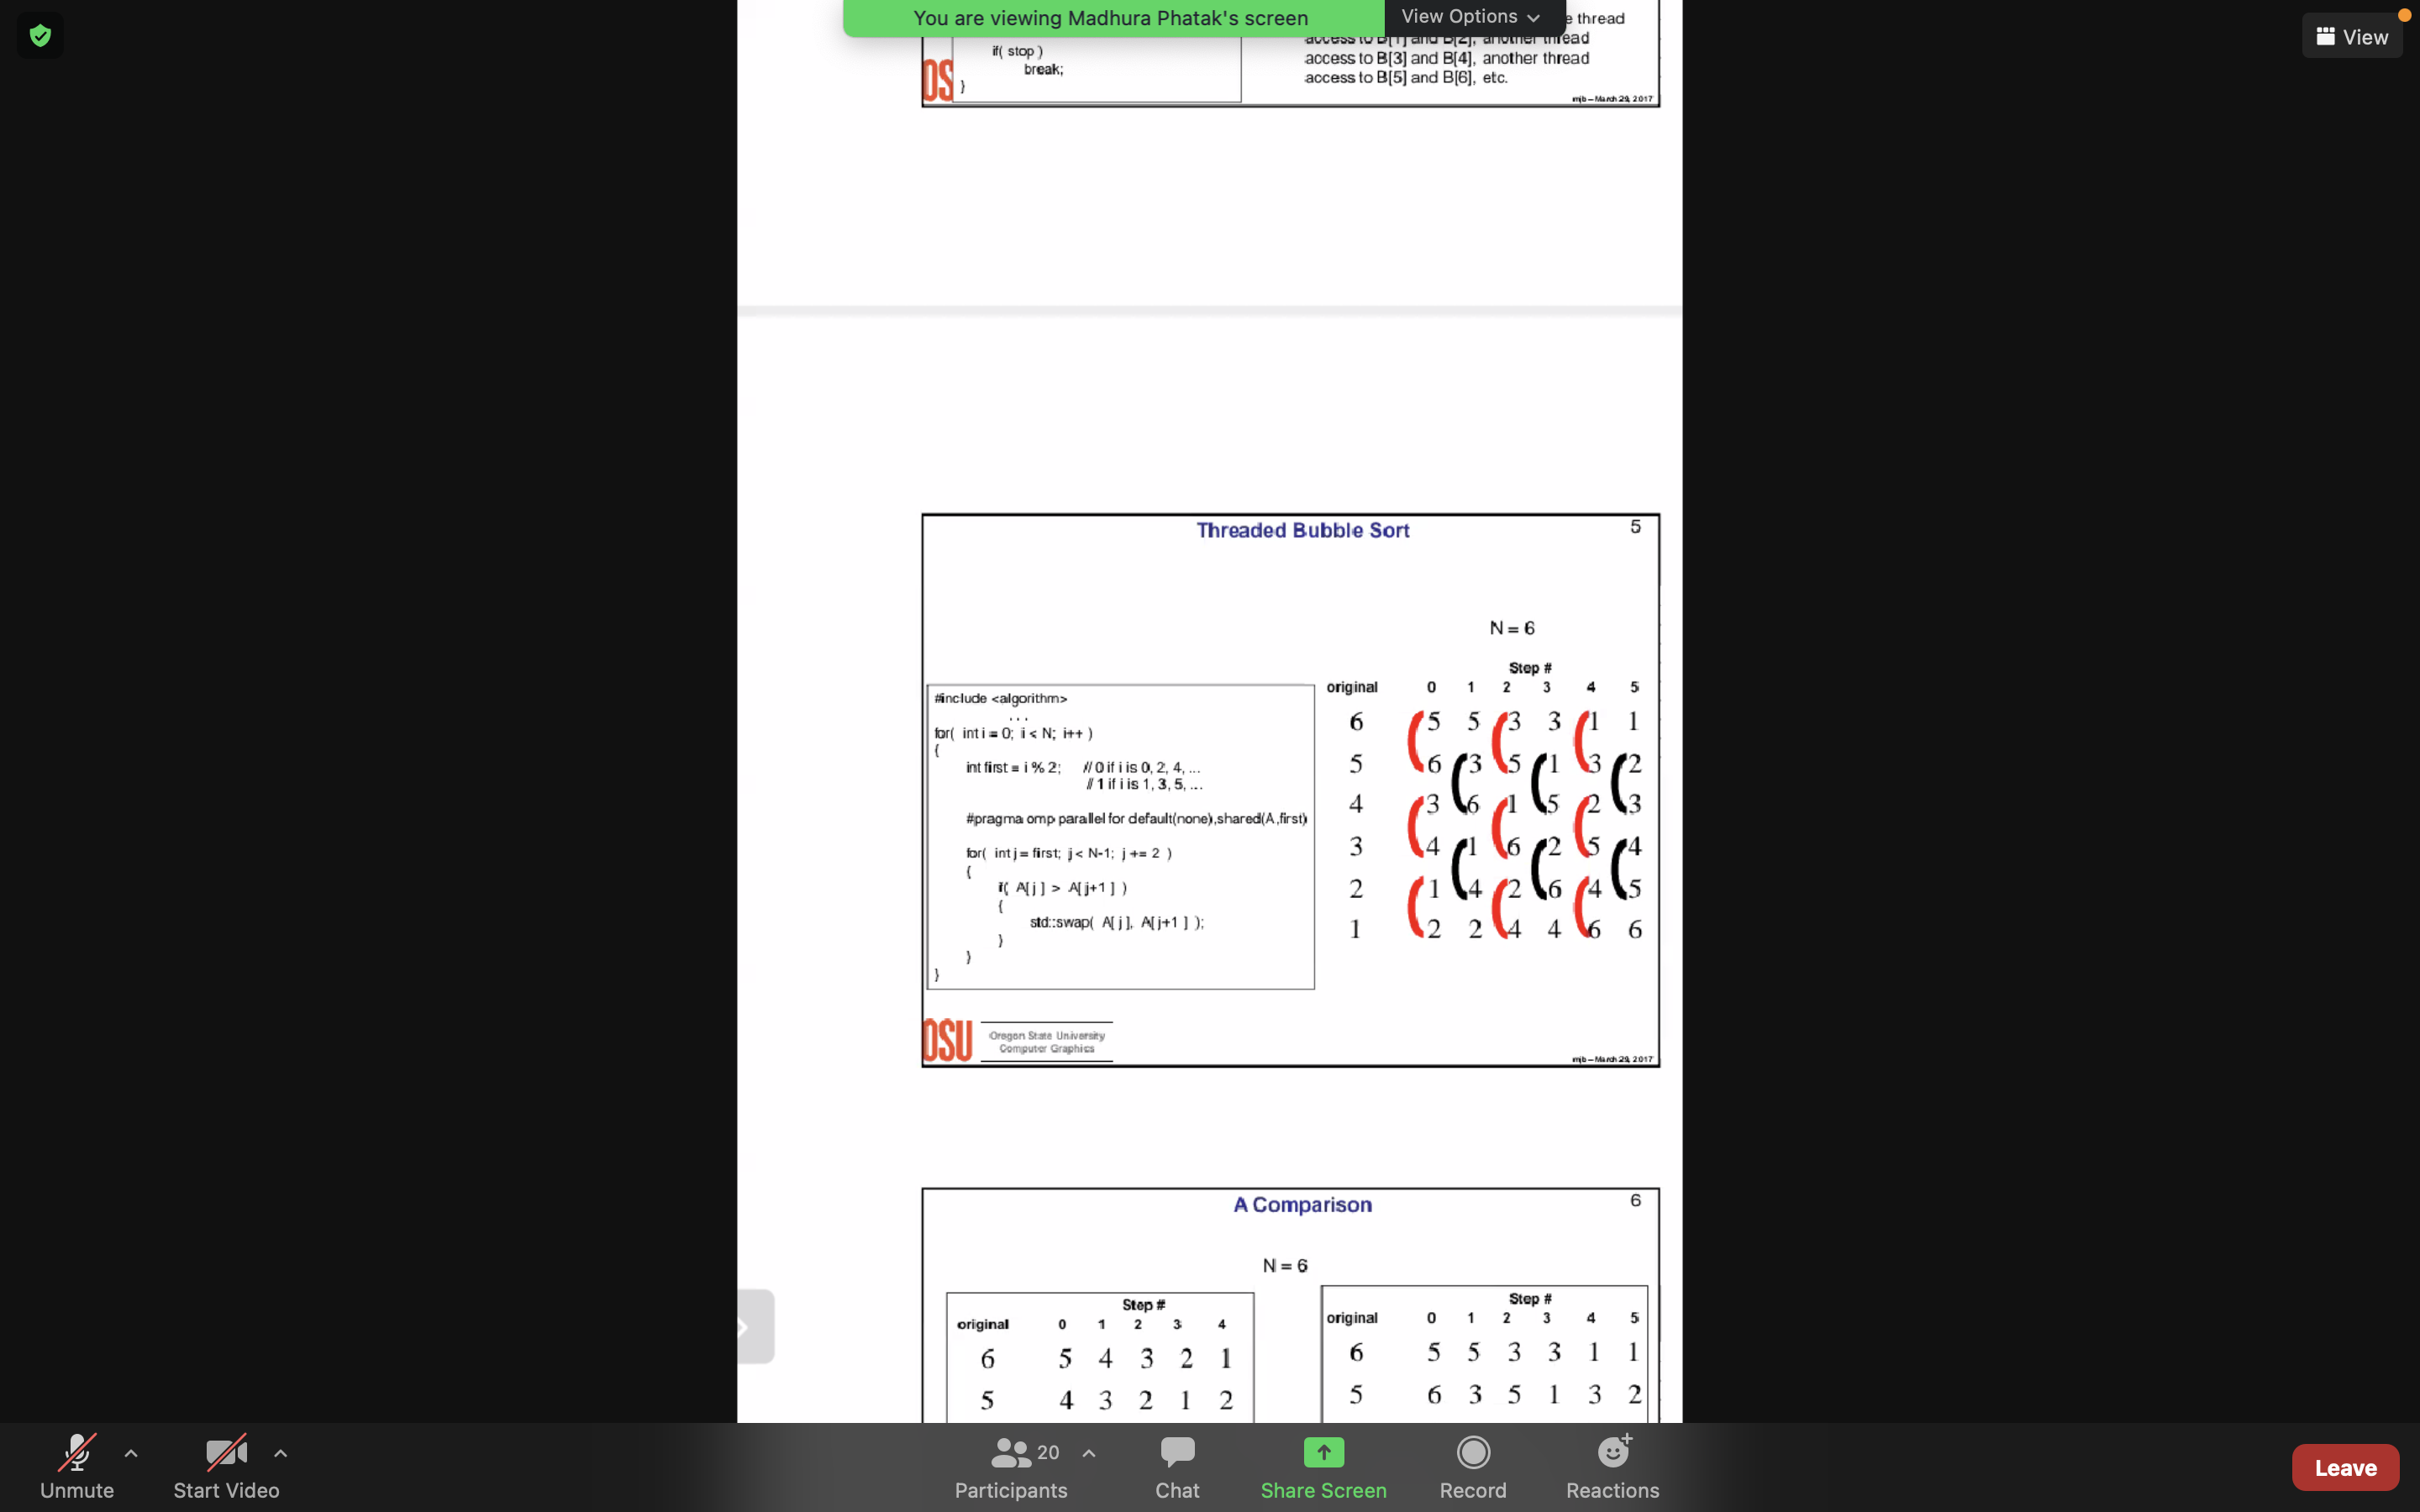 You are viewing Madhura Phatak's screen
View Options
View
e thread
access to B[1] and B[2], another thread
access to B[3] and B[4], another thread
access to B[5] and B[6], etc.
if( stop )
break;
}
OS
mjb – March 29, 2017
Threaded Bubble Sort
5
N = 6
Step #
original 0 1 2 3 4 5
6 5 5 3 3 1 1
5 6 3 5 1 3 2
4 3 6 1 5 2 3
3 4 1 6 2 5 4
2 1 4 2 6 4 5
1 2 2 4 4 6 6
#include <algorithm>
. . .
for( int i = 0; i < N; i++ )
{
int first = i % 2; // 0 if i is 0, 2, 4, ...
// 1 if i is 1, 3, 5, ...
#pragma omp parallel for default(none),shared(A,first)
for( int j = first; j < N-1; j += 2 )
{
if( A[ j ] > A[ j+1 ] )
{
std::swap( A[ j ], A[ j+1 ] );
}
}
}
OSU
Oregon State University
Computer Graphics
mjb – March 29, 2017
A Comparison
6
N = 6
Step #
original 0 1 2 3 4
6 5 4 3 2 1
5 4 3 2 1 2
Step #
original 0 1 2 3 4 5
6 5 5 3 3 1 1
5 6 3 5 1 3 2
Unmute
Start Video
20
Participants
Chat
Share Screen
Record
Reactions
Leave